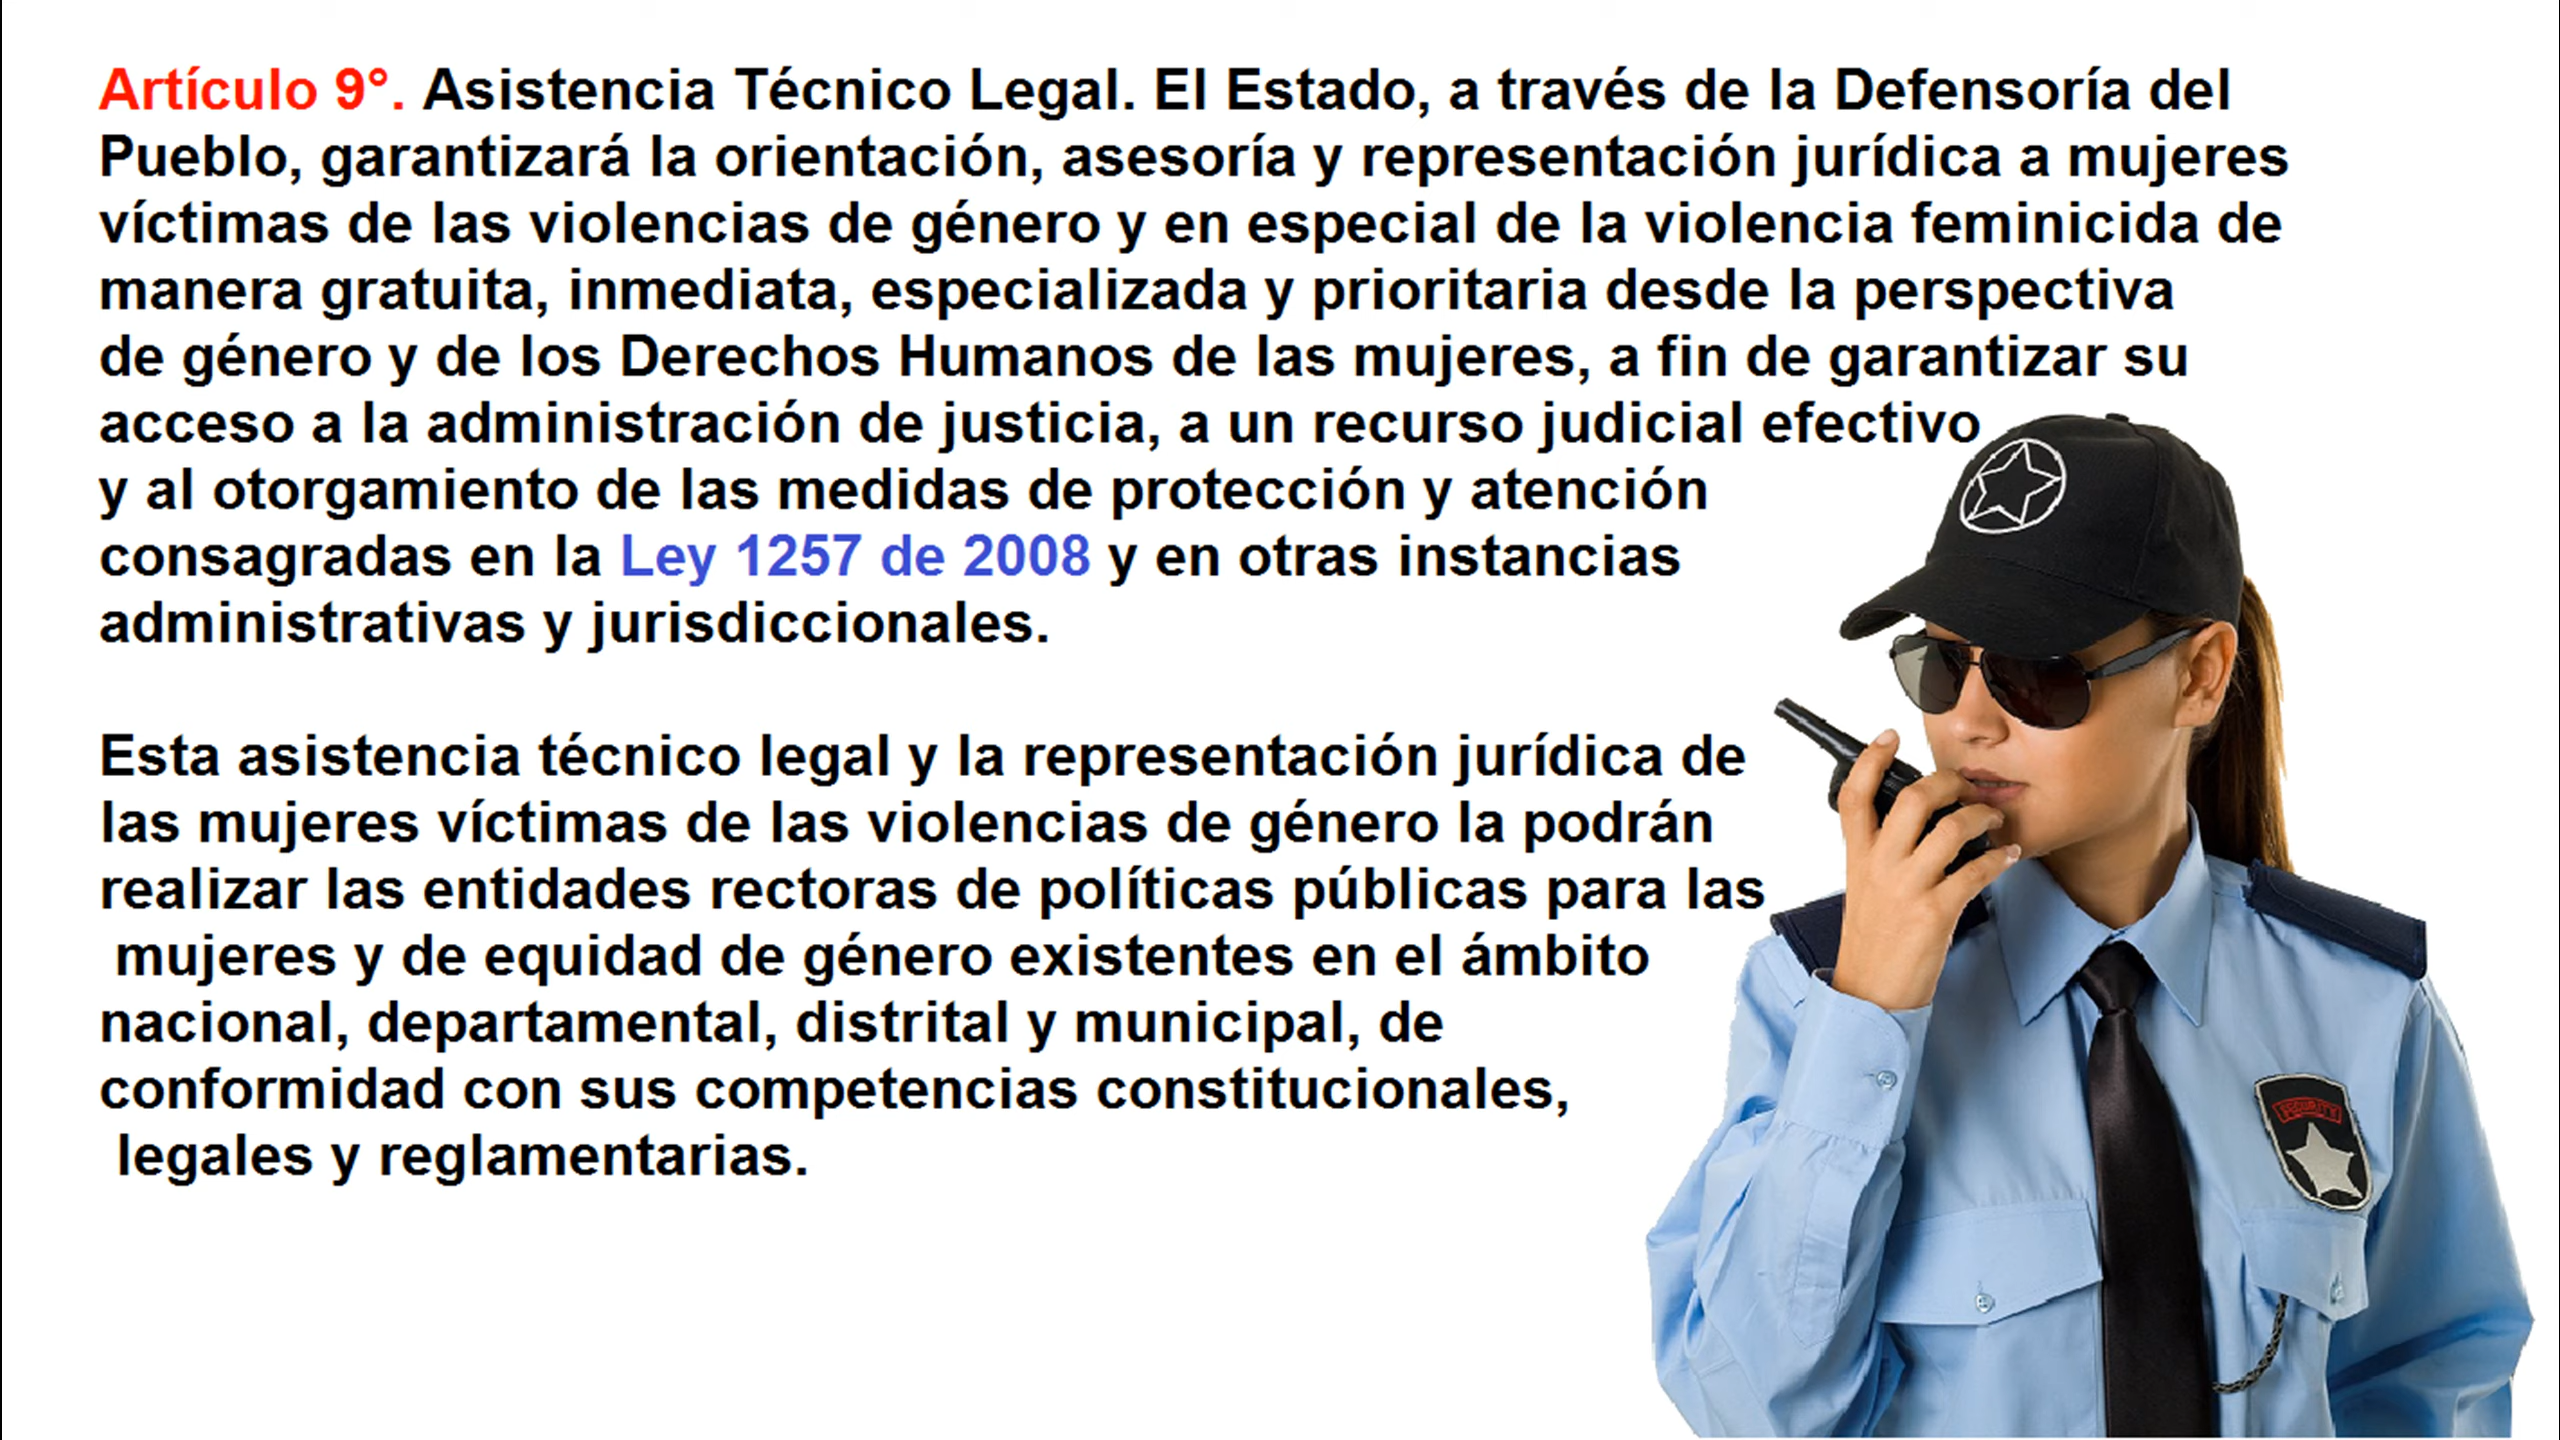 Artículo 9°. Asistencia Técnico Legal. El Estado, a través de la Defensoría del
Pueblo, garantizará la orientación, asesoría y representación jurídica a mujeres
víctimas de las violencias de género y en especial de la violencia feminicida de
manera gratuita, inmediata, especializada y prioritaria desde la perspectiva
de género y de los Derechos Humanos de las mujeres, a fin de garantizar su
acceso a la administración de justicia, a un recurso judicial efectivo
y al otorgamiento de las medidas de protección y atención
consagradas en la Ley 1257 de 2008 y en otras instancias
administrativas y jurisdiccionales.
Esta asistencia técnico legal y la representación jurídica de
las mujeres víctimas de las violencias de género la podrán
realizar las entidades rectoras de políticas públicas para las
mujeres y de equidad de género existentes en el ámbito
nacional, departamental, distrital y municipal, de
conformidad con sus competencias constitucionales,
legales y reglamentarias.
SECURITY